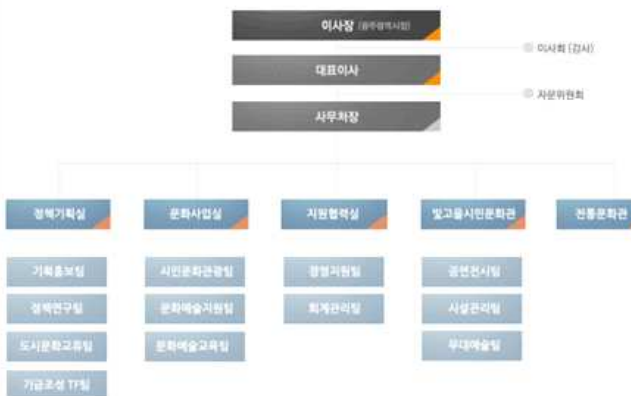 이사장 (광주광역시장)
이사회 (감사)
대표이사
자문위원회
사무처장
정책기획실
문화사업실
지원협력실
빛고을시민문화관
전통문화관
기획홍보팀
시민문화관광팀
경영지원팀
공연전시팀
정책연구팀
문화예술지원팀
회계관리팀
시설관리팀
도시문화교류팀
문화예술교육팀
무대예술팀
기금조성 TF팀